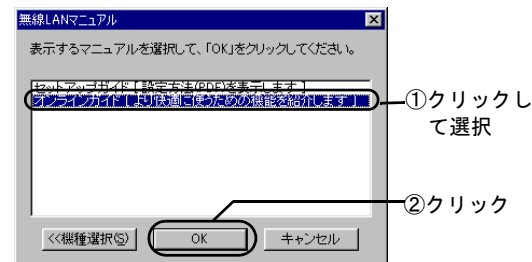 無線LANマニュアル
表示するマニュアルを選択して、「OK」をクリックしてください。
セットアップガイド [ 設定方法(PDF)を表示します ]
オンラインガイド [ より快適に使うための機能を紹介します ]
①クリックし
て選択
②クリック
<<機種選択(S)
OK
キャンセル